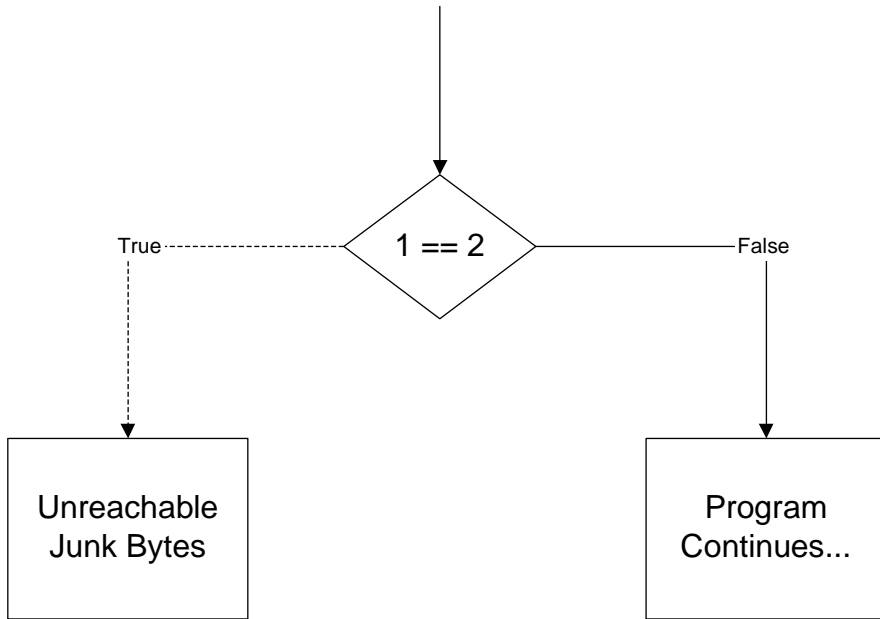 1 == 2
True
False
Unreachable
Junk Bytes
Program
Continues...